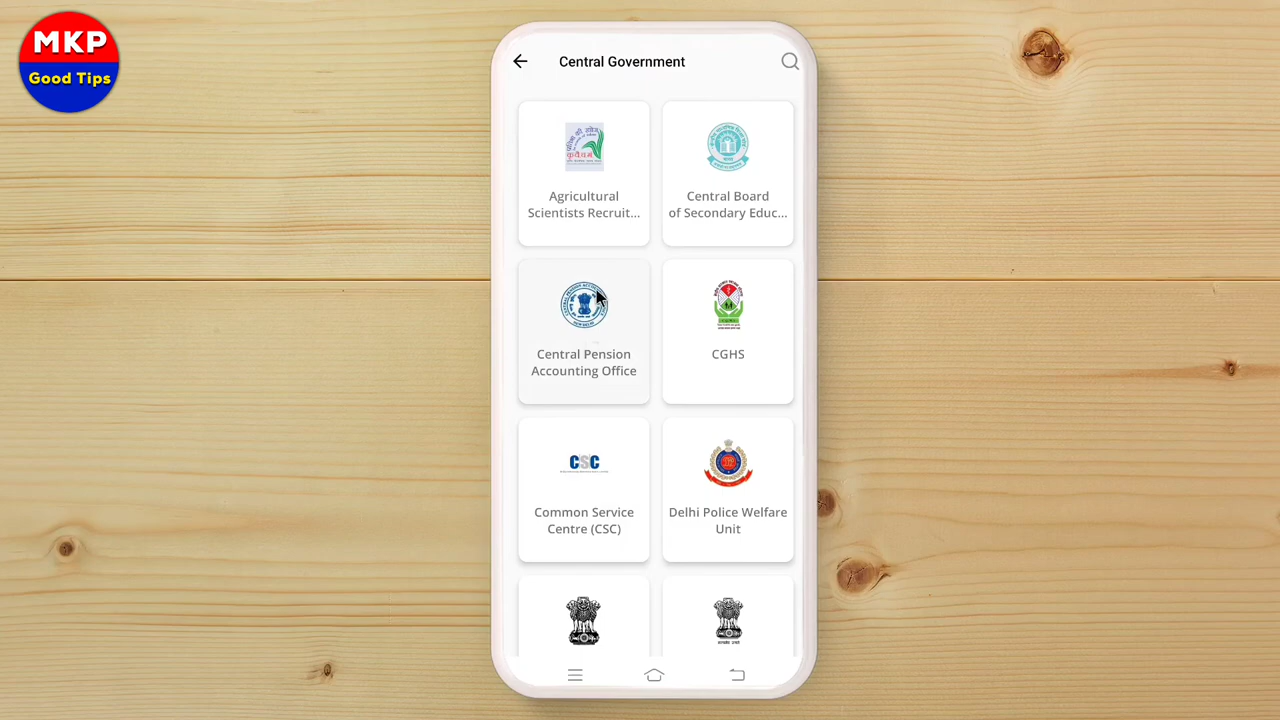 MKP
Good Tips
Central Government
Agricultural
Scientists Recruit...
Central Board
of Secondary Educ...
Central Pension
Accounting Office
CGHS
CSC
Common Service
Centre (CSC)
Delhi Police Welfare
Unit